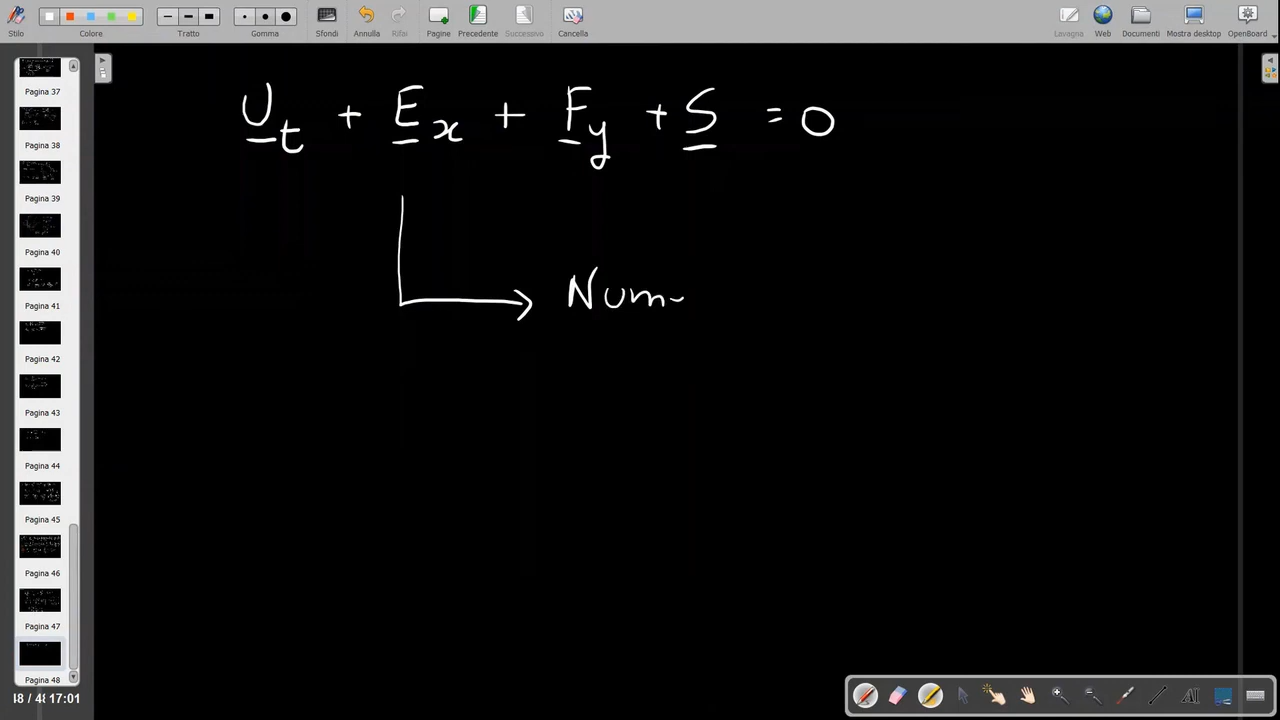 Stilo Colore Tratto Gomma Sfondi Annulla Rifai Pagine Precedente Successivo Cancella Lavagna Web Documenti Mostra desktop OpenBoard
U_t + E_x + F_y + S = 0
Num
Pagina 37
Pagina 38
Pagina 39
Pagina 40
Pagina 41
Pagina 42
Pagina 43
Pagina 44
Pagina 45
Pagina 46
Pagina 47
Pagina 48
48 / 48 17:01